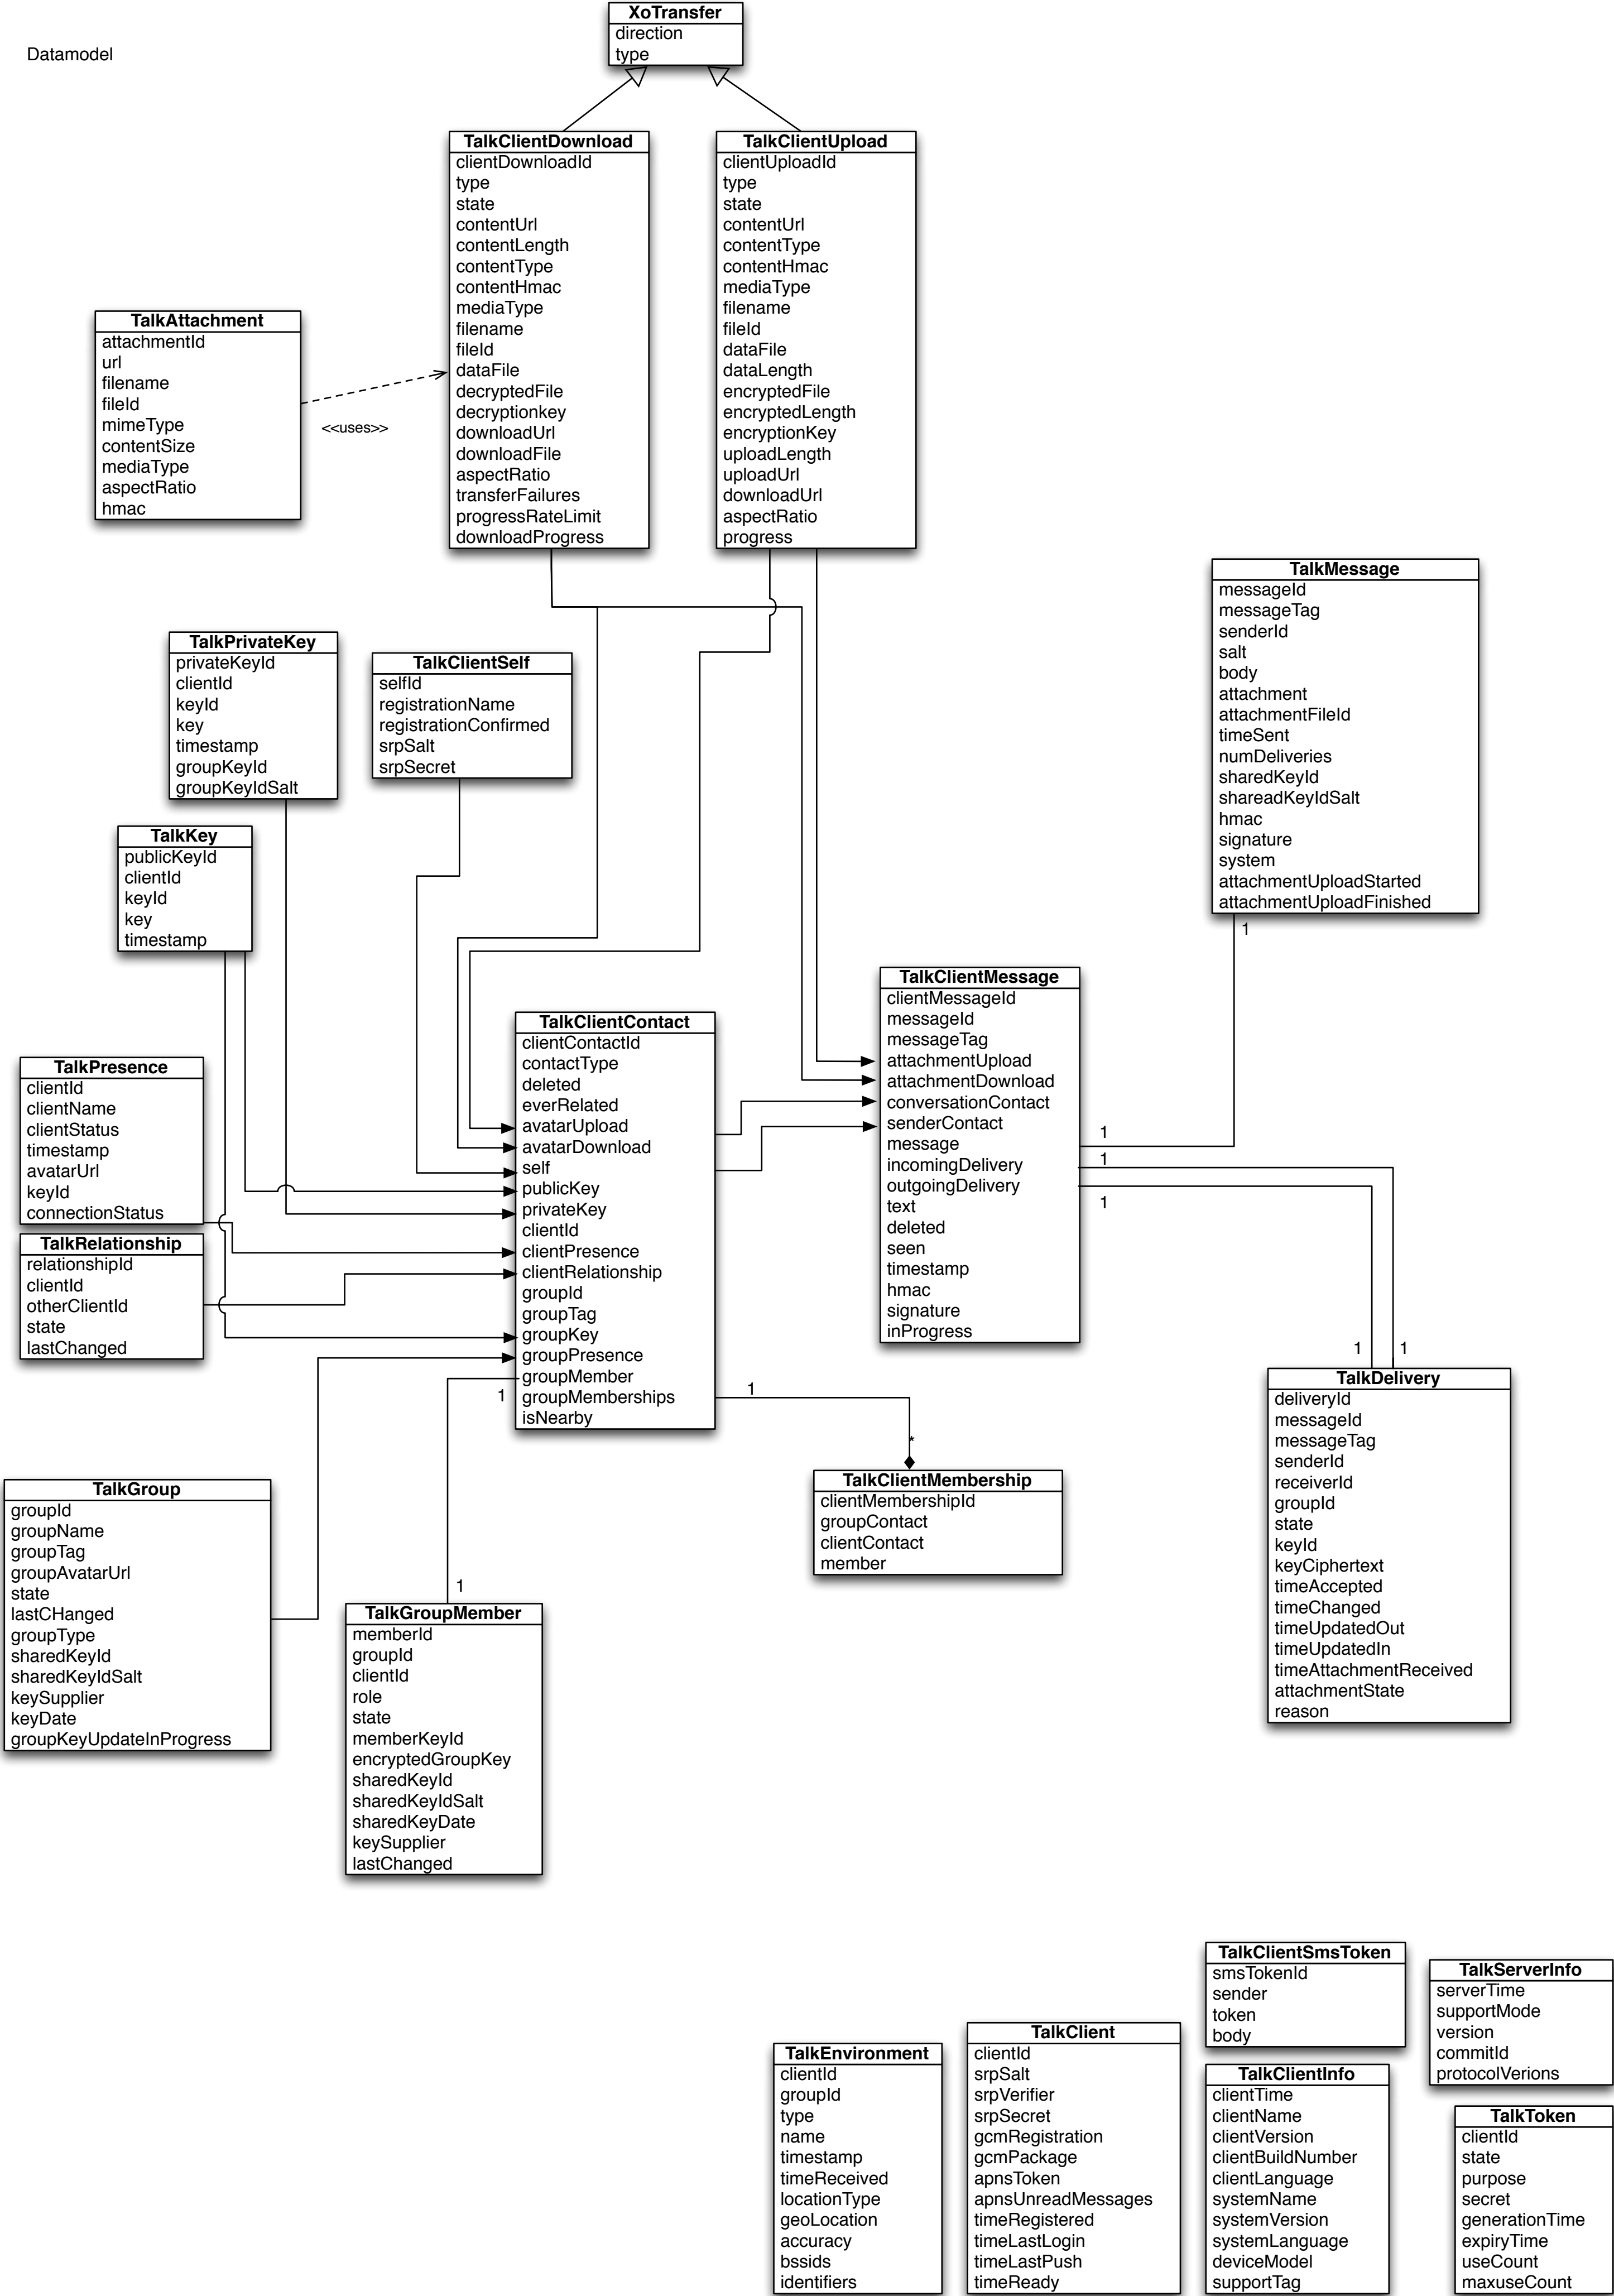 Datamodel
XoTransfer
direction
type
TalkClientDownload
clientDownloadId
type
state
contentUrl
contentLength
contentType
contentHmac
mediaType
filename
fileId
dataFile
decryptedFile
decryptionkey
downloadUrl
downloadFile
aspectRatio
transferFailures
progressRateLimit
downloadProgress
TalkClientUpload
clientUploadId
type
state
contentUrl
contentType
contentHmac
mediaType
filename
fileId
dataFile
dataLength
encryptedFile
encryptedLength
encryptionKey
uploadLength
uploadUrl
downloadUrl
aspectRatio
progress
TalkAttachment
attachmentId
url
filename
fileId
mimeType
contentSize
mediaType
aspectRatio
hmac
<<uses>>
TalkMessage
messageId
messageTag
senderId
salt
body
attachment
attachmentFileId
timeSent
numDeliveries
sharedKeyId
shareadKeyIdSalt
hmac
signature
system
attachmentUploadStarted
attachmentUploadFinished
1
TalkPrivateKey
privateKeyId
clientId
keyId
key
timestamp
groupKeyId
groupKeyIdSalt
TalkClientSelf
selfId
registrationName
registrationConfirmed
srpSalt
srpSecret
TalkKey
publicKeyId
clientId
keyId
key
timestamp
TalkClientMessage
clientMessageId
messageId
messageTag
attachmentUpload
attachmentDownload
conversationContact
senderContact
message
incomingDelivery
outgoingDelivery
text
deleted
seen
timestamp
hmac
signature
inProgress
1
1
1
TalkClientContact
clientContactId
contactType
deleted
everRelated
avatarUpload
avatarDownload
self
publicKey
privateKey
clientId
clientPresence
clientRelationship
groupId
groupTag
groupKey
groupPresence
groupMember
groupMemberships
isNearby
1
1
*
TalkPresence
clientId
clientName
clientStatus
timestamp
avatarUrl
keyId
connectionStatus
TalkRelationship
relationshipId
clientId
otherClientId
state
lastChanged
1
1
TalkDelivery
deliveryId
messageId
messageTag
senderId
receiverId
groupId
state
keyId
keyCiphertext
timeAccepted
timeChanged
timeUpdatedOut
timeUpdatedIn
timeAttachmentReceived
attachmentState
reason
TalkClientMembership
clientMembershipId
groupContact
clientContact
member
TalkGroup
groupId
groupName
groupTag
groupAvatarUrl
state
lastCHanged
groupType
sharedKeyId
sharedKeyIdSalt
keySupplier
keyDate
groupKeyUpdateInProgress
1
TalkGroupMember
memberId
groupId
clientId
role
state
memberKeyId
encryptedGroupKey
sharedKeyId
sharedKeyIdSalt
sharedKeyDate
keySupplier
lastChanged
TalkClientSmsToken
smsTokenId
sender
token
body
TalkServerInfo
serverTime
supportMode
version
commitId
protocolVerions
TalkEnvironment
clientId
groupId
type
name
timestamp
timeReceived
locationType
geoLocation
accuracy
bssids
identifiers
TalkClient
clientId
srpSalt
srpVerifier
srpSecret
gcmRegistration
gcmPackage
apnsToken
apnsUnreadMessages
timeRegistered
timeLastLogin
timeLastPush
timeReady
TalkClientInfo
clientTime
clientName
clientVersion
clientBuildNumber
clientLanguage
systemName
systemVersion
systemLanguage
deviceModel
supportTag
TalkToken
clientId
state
purpose
secret
generationTime
expiryTime
useCount
maxuseCount